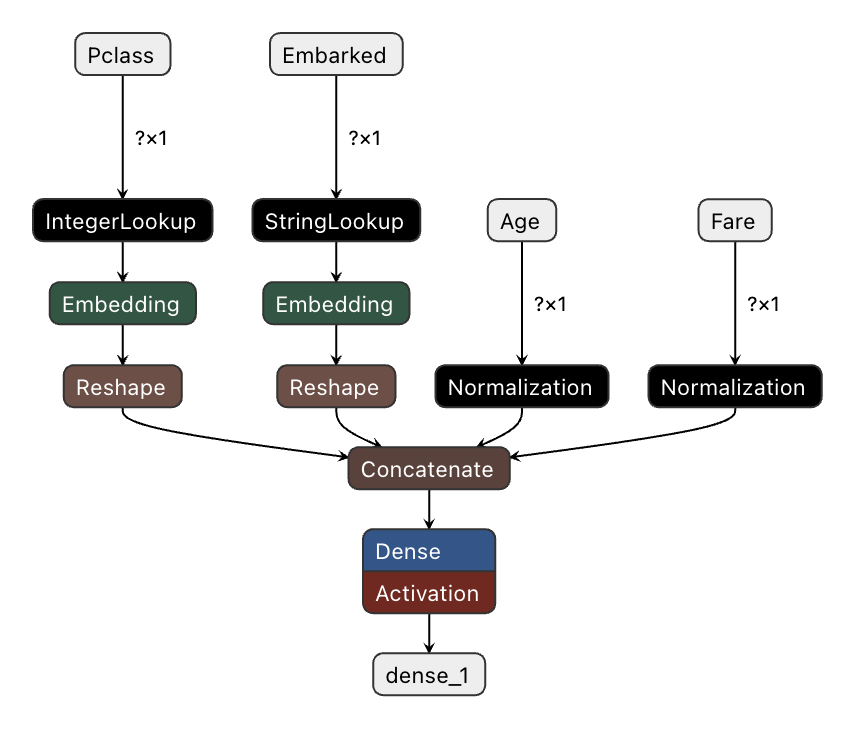 Pclass
Embarked
?×1
?×1
IntegerLookup
StringLookup
Age
Fare
Embedding
Embedding
?×1
?×1
Reshape
Reshape
Normalization
Normalization
Concatenate
Dense
Activation
dense_1